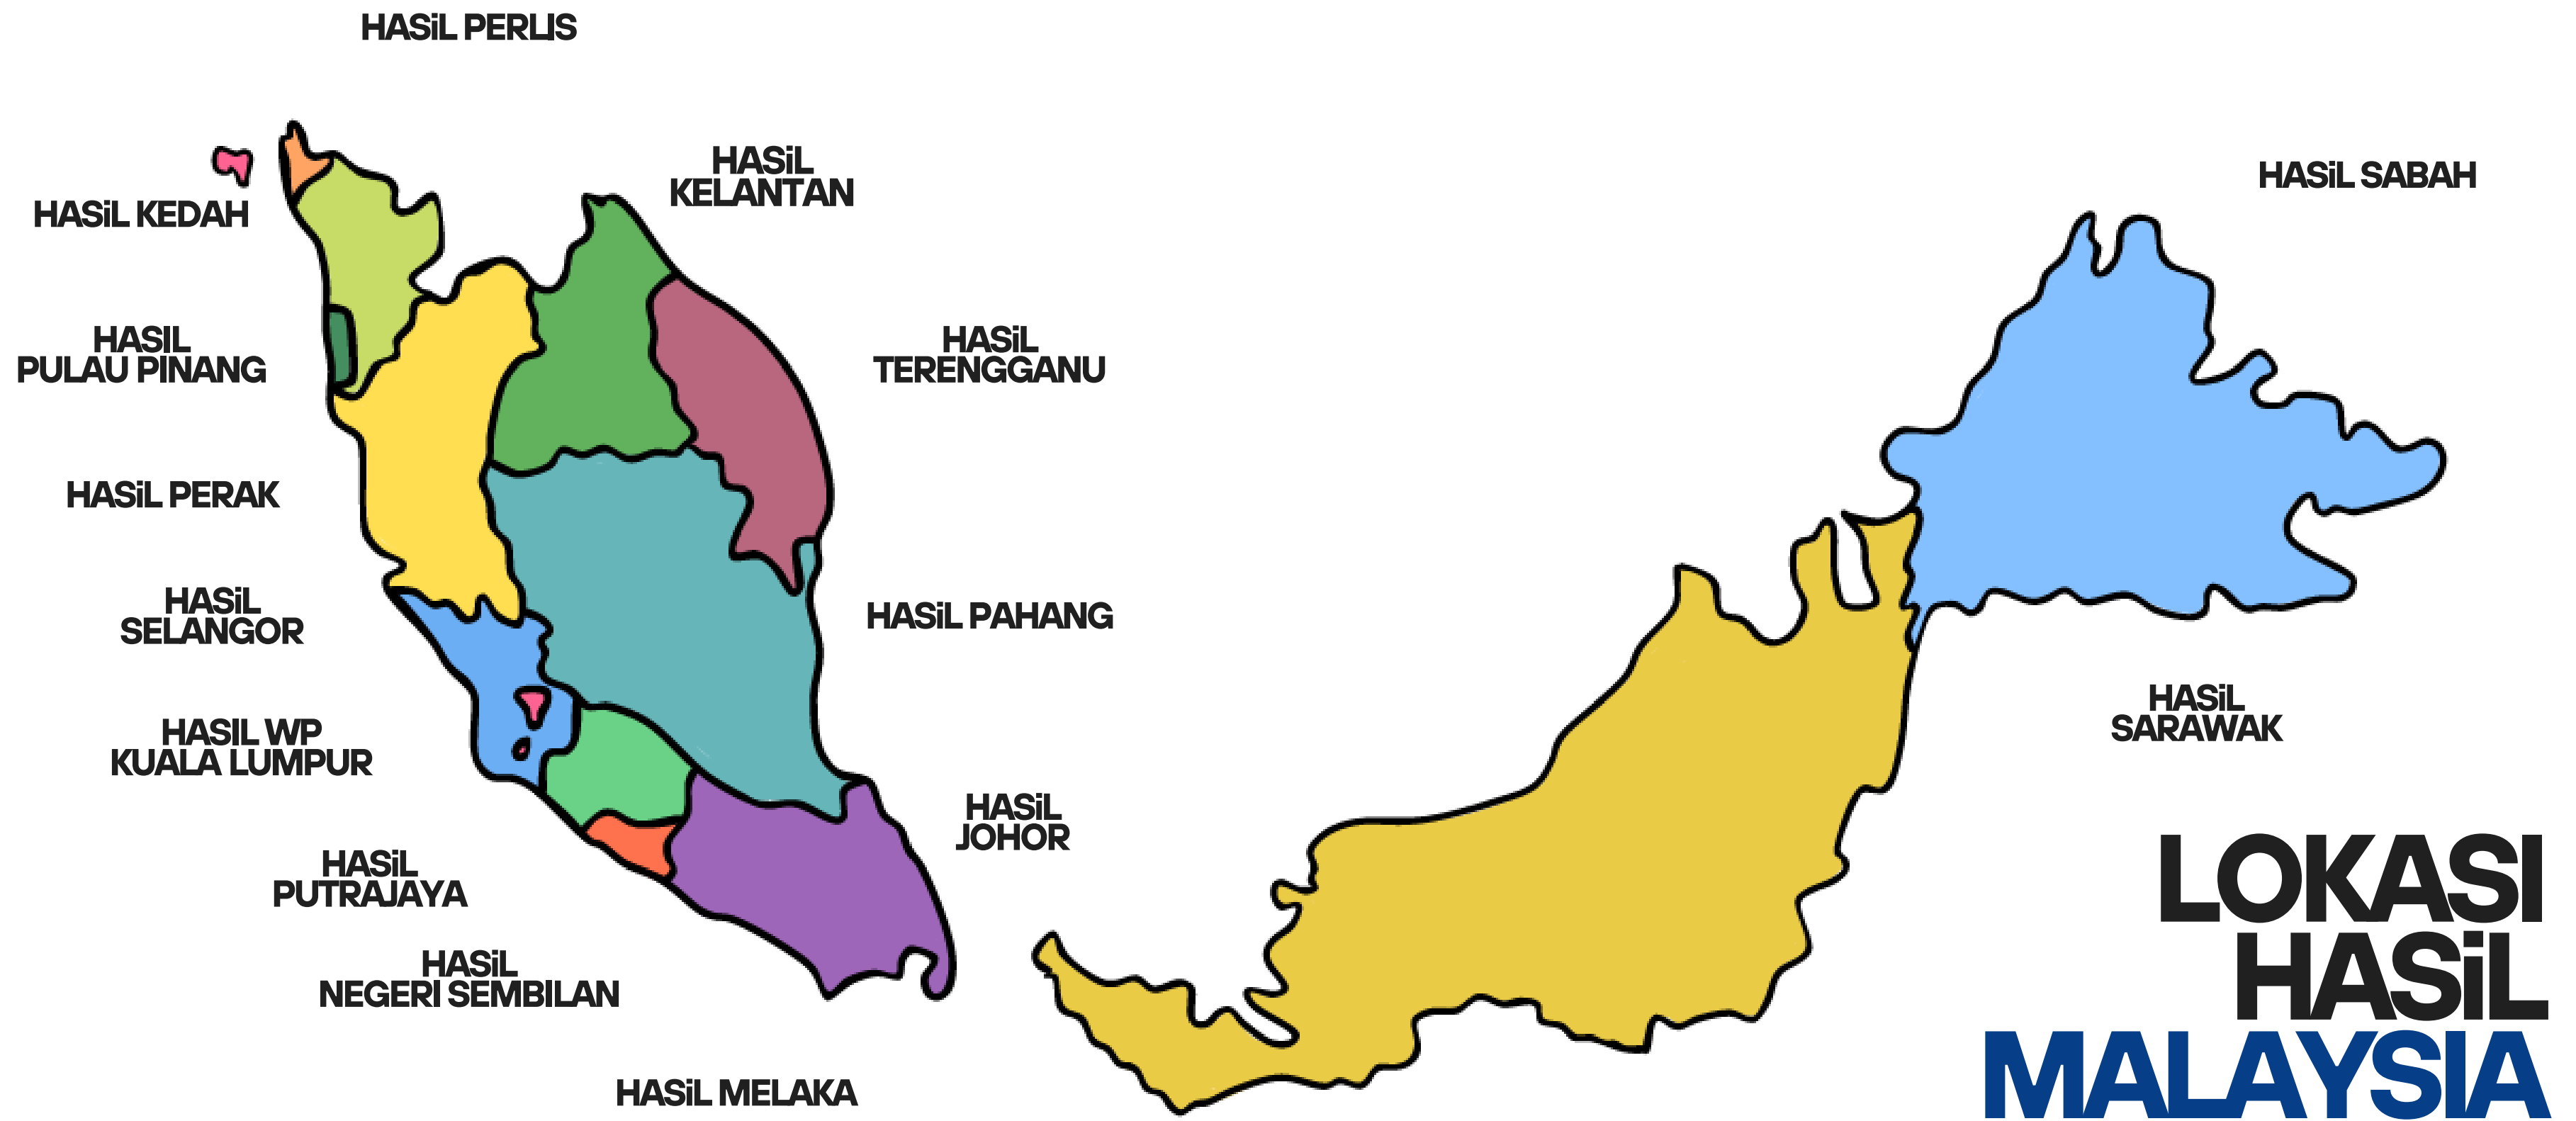 HASiL PERLIS
HASiL
KELANTAN
HASiL SABAH
HASiL KEDAH
HASIL
PULAU PINANG
HASiL
TERENGGANU
HASiL PERAK
HASiL
SELANGOR
HASiL PAHANG
HASIL WP
KUALA LUMPUR
HASiL
SARAWAK
HASiL
JOHOR
HASiL
PUTRAJAYA
HASiL
NEGERI SEMBILAN
HASiL MELAKA
LOKASI
HASiL
MALAYSIA